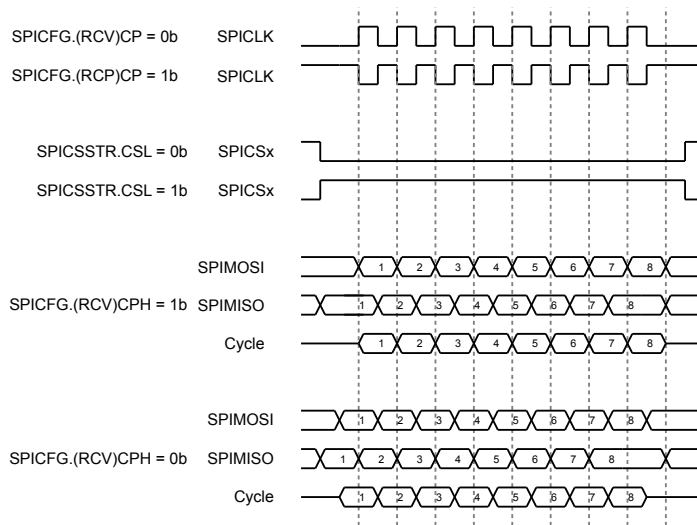 SPICFG.(RCV)CP = 0b SPICLK
SPICFG.(RCP)CP = 1b SPICLK
SPICSSTR.CSL = 0b SPICSx
SPICSSTR.CSL = 1b SPICSx
SPIMOSI 1 2 3 4 5 6 7 8
SPICFG.(RCV)CPH = 1b SPIMISO 1 2 3 4 5 6 7 8
Cycle 1 2 3 4 5 6 7 8
SPIMOSI 1 2 3 4 5 6 7 8
SPICFG.(RCV)CPH = 0b SPIMISO 1 2 3 4 5 6 7 8
Cycle 1 2 3 4 5 6 7 8